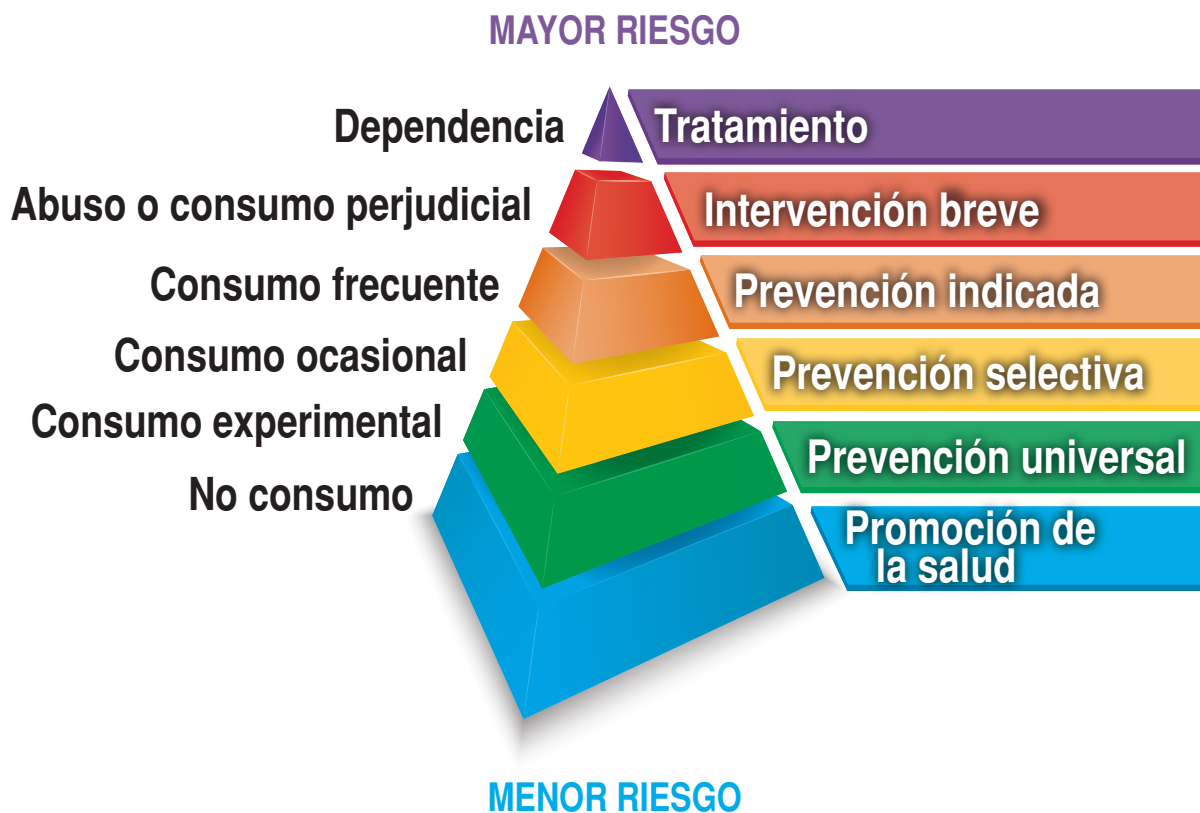 MAYOR RIESGO
Dependencia
Tratamiento
Abuso o consumo perjudicial
Intervención breve
Consumo frecuente
Prevención indicada
Consumo ocasional
Prevención selectiva
Consumo experimental
Prevención universal
No consumo
Promoción de
la salud
MENOR RIESGO